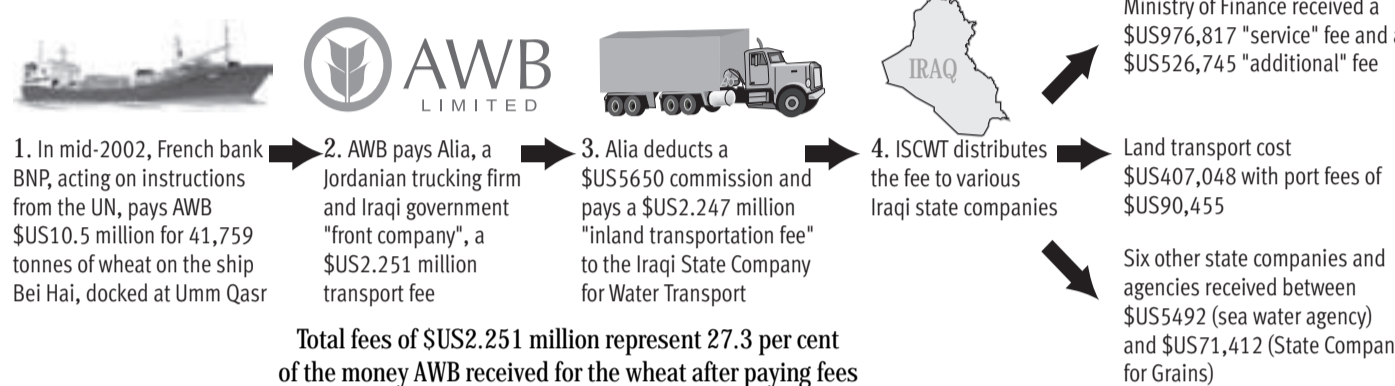 AWB
LIMITED
IRAQ
1. In mid-2002, French bank
BNP, acting on instructions
from the UN, pays AWB
$US10.5 million for 41,759
tonnes of wheat on the ship
Bei Hai, docked at Umm Qasr
2. AWB pays Alia, a
Jordanian trucking firm
and Iraqi government
"front company", a
$US2.251 million
transport fee
3. Alia deducts a
$US5650 commission and
pays a $US2.247 million
"inland transportation fee"
to the Iraqi State Company
for Water Transport
4. ISCWT distributes
the fee to various
Iraqi state companies
Ministry of Finance received a
$US976,817 "service" fee and
$US526,745 "additional" fee
Land transport cost
$US407,048 with port fees of
$US90,455
Six other state companies and
agencies received between
$US5492 (sea water agency)
and $US71,412 (State Compan
for Grains)
Total fees of $US2.251 million represent 27.3 per cent
of the money AWB received for the wheat after paying fees